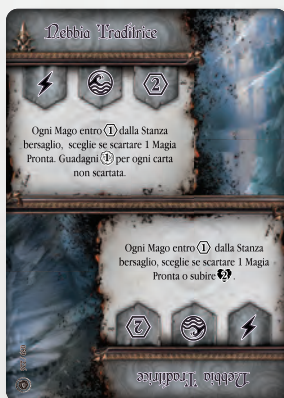 Nebbia Traditrice
2
Ogni Mago entro 1 dalla Stanza
bersaglio, sceglie se scartare 1 Magia
Pronta. Guadagni 1 per ogni carta
non scartata.
Ogni Mago entro 1 dalla Stanza
bersaglio, sceglie se scartare 1 Magia
Pronta o subire 2.
2
Nebbia Traditrice